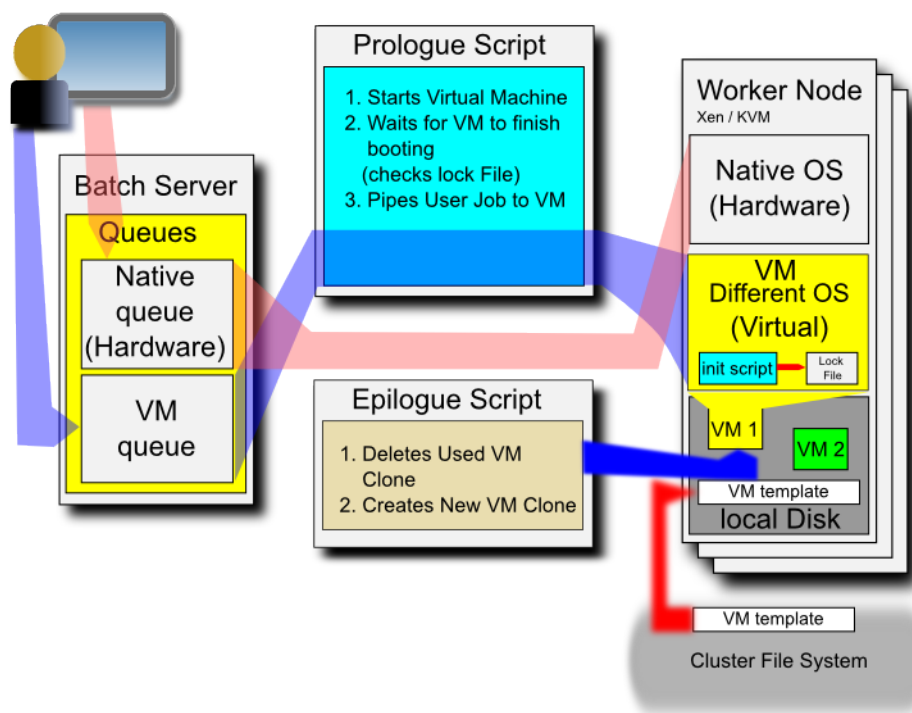 Batch Server
Queues
Native
queue
(Hardware)
VM
queue
Prologue Script
1. Starts Virtual Machine
2. Waits for VM to finish
booting
(checks lock File)
3. Pipes User Job to VM
Epilogue Script
1. Deletes Used VM
Clone
2. Creates New VM Clone
Worker Node
Xen / KVM
Native OS
(Hardware)
VM
Different OS
(Virtual)
init script
Lock
File
VM 1
VM 2
VM template
local Disk
VM template
Cluster File System